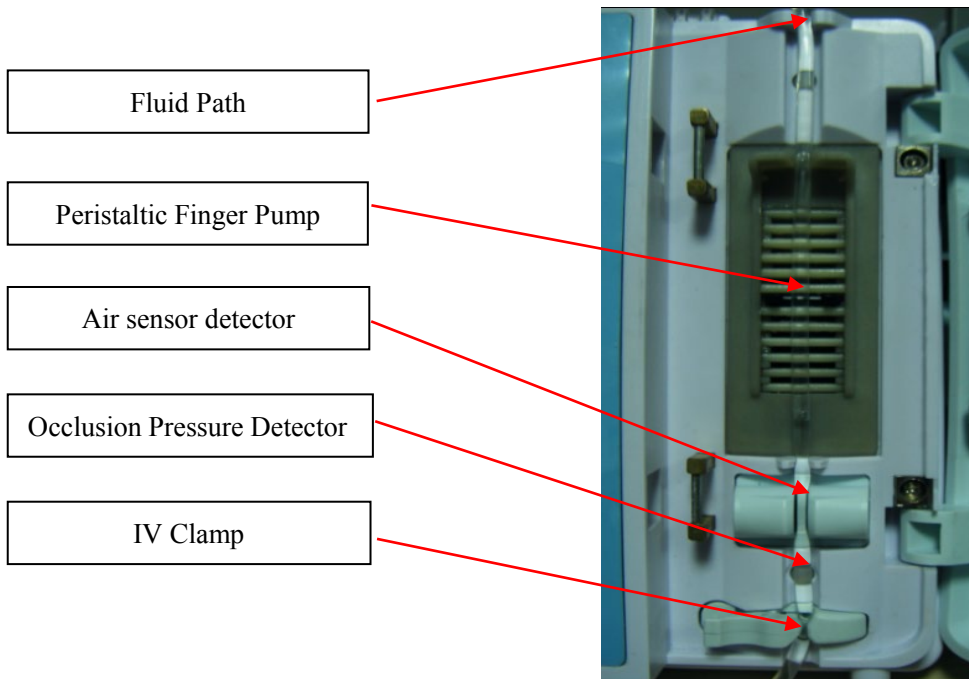 Fluid Path
Peristaltic Finger Pump
Air sensor detector
Occlusion Pressure Detector
IV Clamp